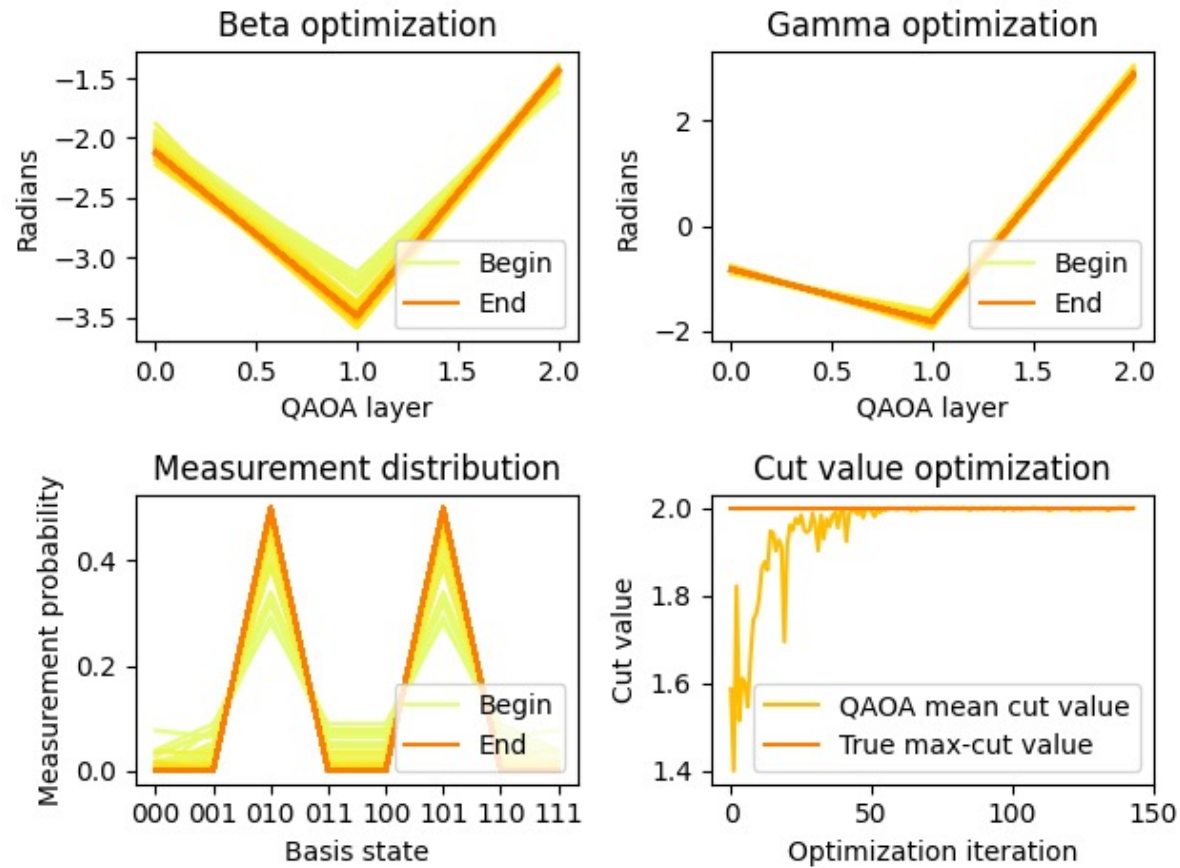 Beta optimization
Radians
−1.5
−2.0
−2.5
−3.0
−3.5
Begin
End
0.0 0.5 1.0 1.5 2.0
QAOA layer
Gamma optimization
Radians
2
0
−2
Begin
End
0.0 0.5 1.0 1.5 2.0
QAOA layer
Measurement distribution
Measurement probability
0.4
0.2
0.0
Begin
End
000 001 010 011 100 101 110 111
Basis state
Cut value optimization
Cut value
2.0
1.8
1.6
1.4
QAOA mean cut value
True max-cut value
0 50 100 150
Optimization iteration